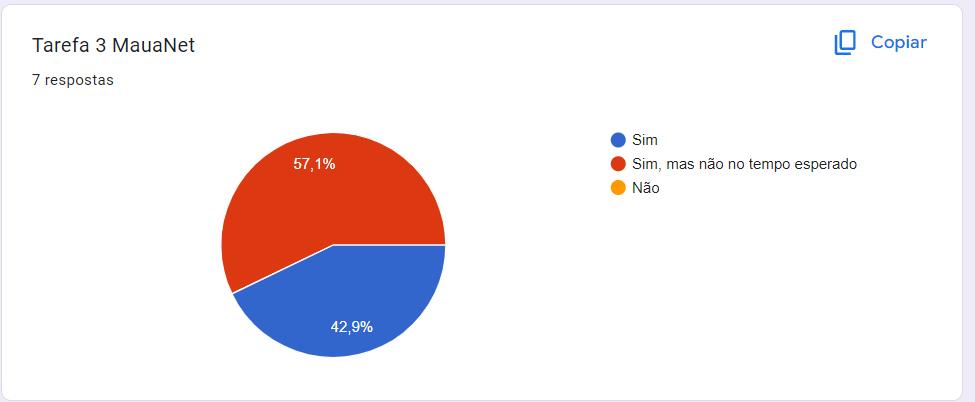 Tarefa 3 MauaNet
Copiar
7 respostas
57,1%
42,9%
Sim
Sim, mas não no tempo esperado
Não